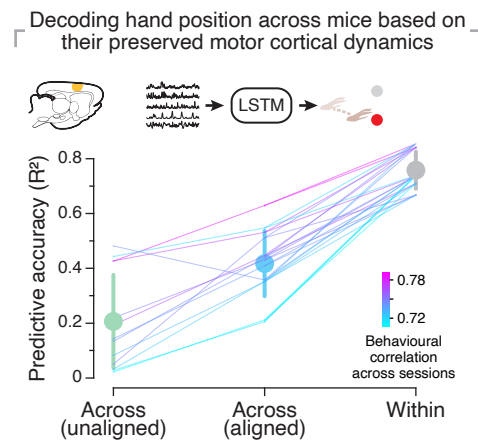 Decoding hand position across mice based on
their preserved motor cortical dynamics
LSTM
Predictive accuracy (R²)
0.8
0.6
0.4
0.2
0
0.78
0.72
Behavioural
correlation
across sessions
Across
(unaligned)
Across
(aligned)
Within